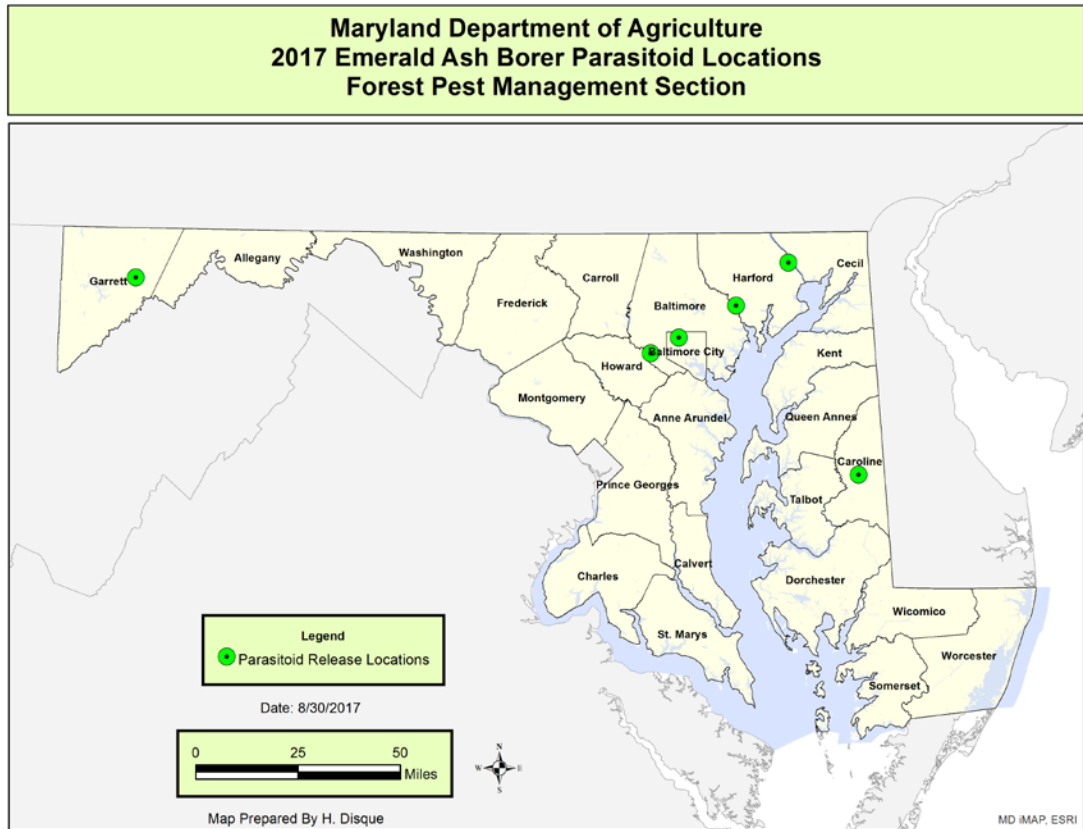 Maryland Department of Agriculture
2017 Emerald Ash Borer Parasitoid Locations
Forest Pest Management Section
Garrett
Allegany
Washington
Frederick
Carroll
Baltimore
Harford
Cecil
Baltimore City
Howard
Kent
Montgomery
Anne Arundel
Queen Annes
Caroline
Prince Georges
Talbot
Charles
Calvert
Dorchester
St. Marys
Wicomico
Worcester
Somerset
Legend
Parasitoid Release Locations
Date: 8/30/2017
0 25 50
Miles
N
W E
S
Map Prepared By H. Disque
MD iMAP, ESRI